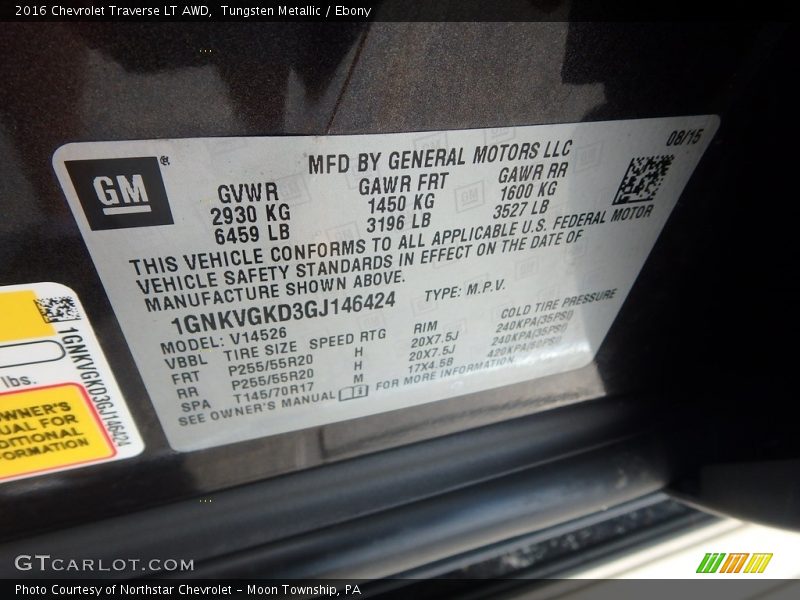 2016 Chevrolet Traverse LT AWD, Tungsten Metallic / Ebony
08/15
MFD BY GENERAL MOTORS LLC
GM®
GVWR GAWR FRT GAWR RR
2930 KG 1450 KG 1600 KG
6459 LB 3196 LB 3527 LB
THIS VEHICLE CONFORMS TO ALL APPLICABLE U.S. FEDERAL MOTOR
VEHICLE SAFETY STANDARDS IN EFFECT ON THE DATE OF
MANUFACTURE SHOWN ABOVE.
1GNKVGKD3GJ146424 TYPE: M.P.V.
MODEL: V14526
VBBL TIRE SIZE SPEED RTG RIM COLD TIRE PRESSURE
FRT P255/55R20 H 20X7.5J 240KPA(35PSI)
RR P255/55R20 H 20X7.5J 240KPA(35PSI)
SPA T145/70R17 M 17X4.5B 420KPA(60PSI)
SEE OWNER'S MANUAL FOR MORE INFORMATION
1GNKVGKD3GJ146424
lbs.
OWNER'S
UAL FOR
DITIONAL
FORMATION
GTCARLOT.COM
Photo Courtesy of Northstar Chevrolet - Moon Township, PA